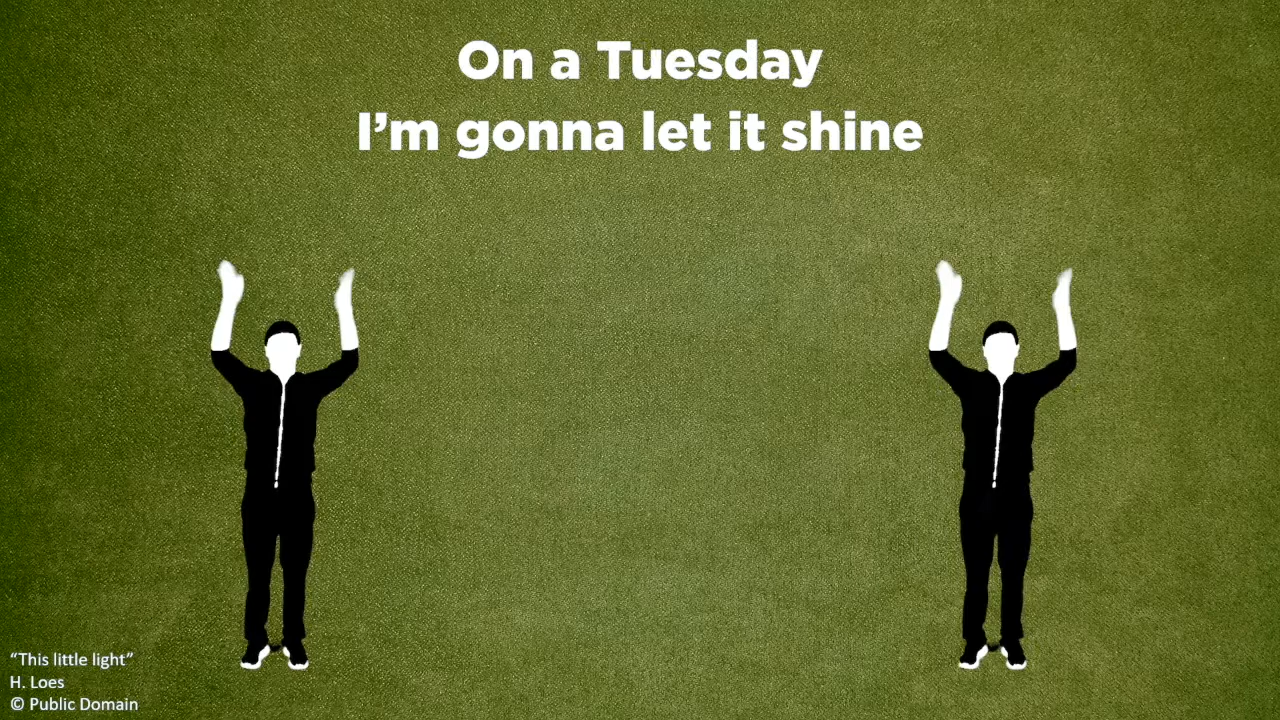 On a Tuesday
I’m gonna let it shine
“This little light”
H. Loes
© Public Domain